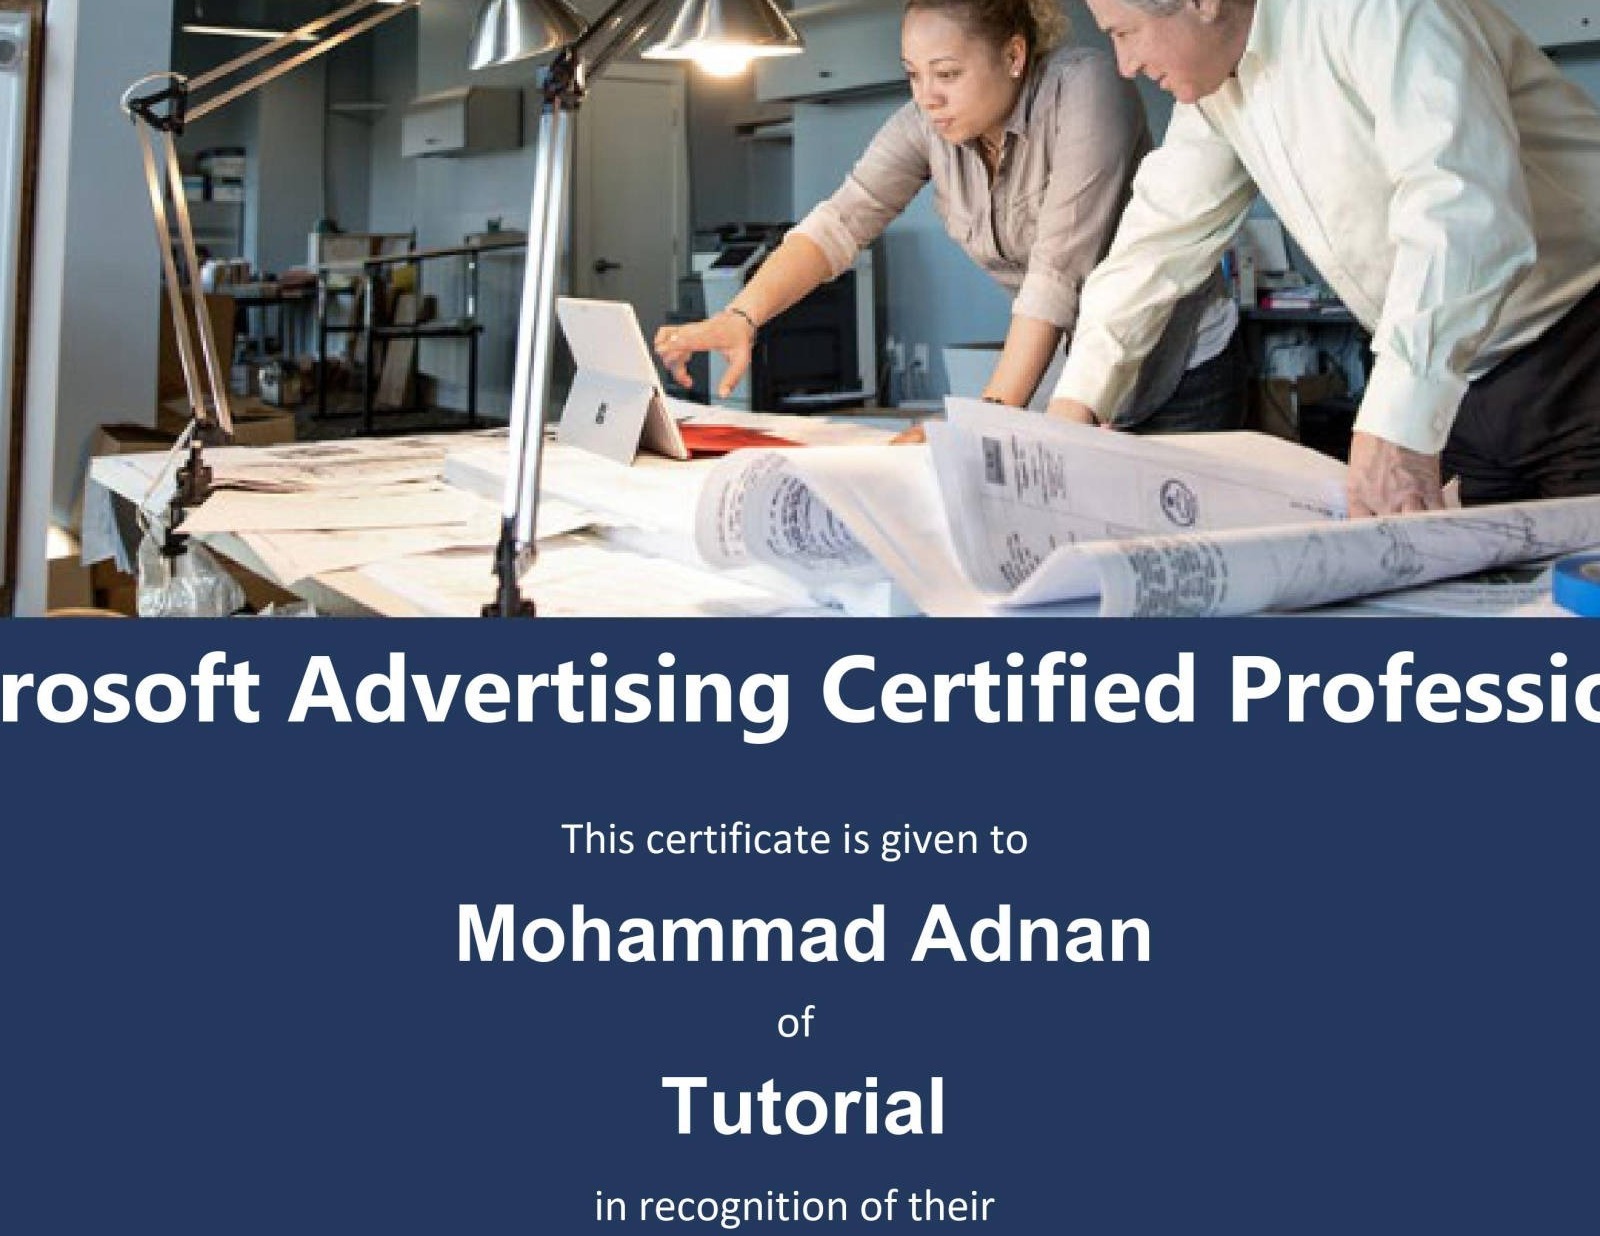 rosoft Advertising Certified Professio
This certificate is given to
Mohammad Adnan
of
Tutorial
in recognition of their